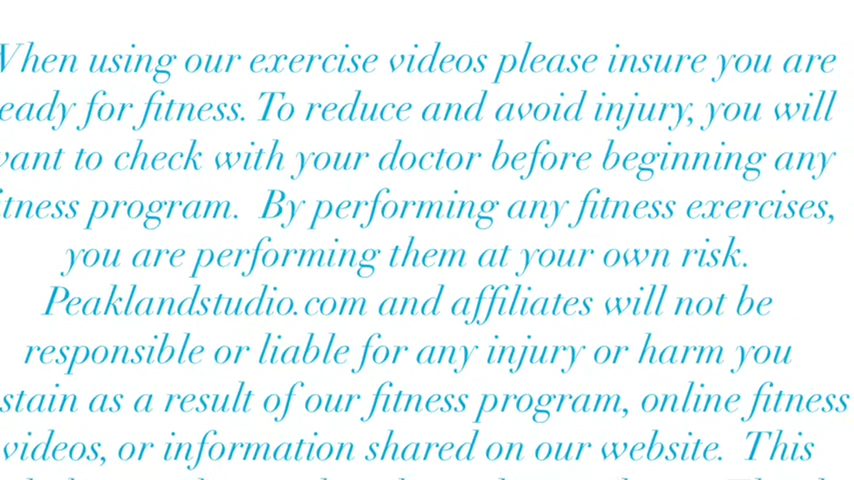 When using our exercise videos please insure you are
ready for fitness. To reduce and avoid injury, you will
want to check with your doctor before beginning any
fitness program. By performing any fitness exercises,
you are performing them at your own risk.
Peaklandstudio.com and affiliates will not be
responsible or liable for any injury or harm you
stain as a result of our fitness program, online fitness
videos, or information shared on our website. This